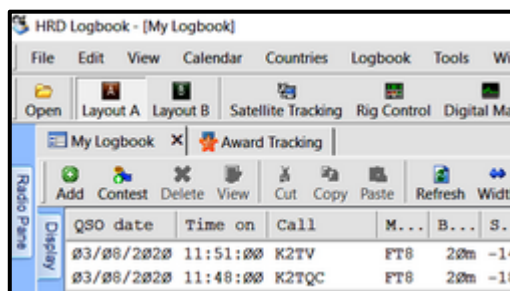 HRD Logbook - [My Logbook]
File Edit View Calendar Countries Logbook Tools
Open Layout A Layout B Satellite Tracking Rig Control Digital
My Logbook Award Tracking
Radio Pane
Add Contest Delete View Cut Copy Paste Refresh
Display
QSO date Time on Call M... B... S.
03/08/2020 11:51:00 K2TV FT8 20m
03/08/2020 11:48:00 K2TQC FT8 20m